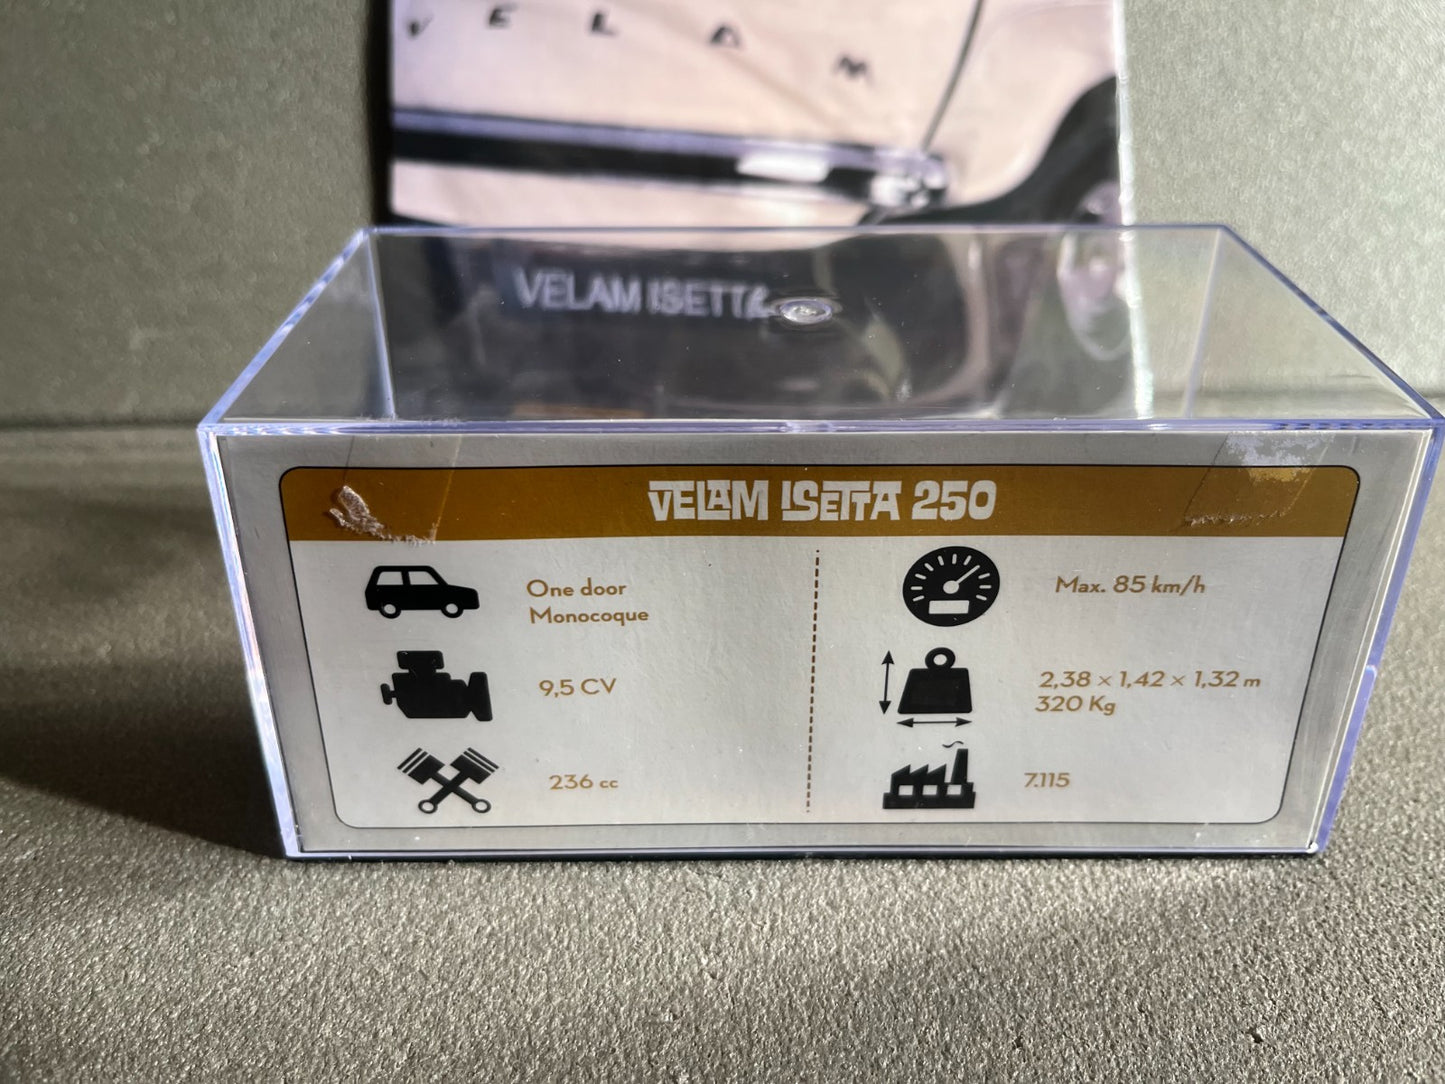 VELAM
VELAM ISETTA
VELAM ISETTA 250
One door
Monocoque
9,5 CV
236 cc
Max. 85 km/h
2,38 × 1,42 × 1,32 m
320 Kg
7.115